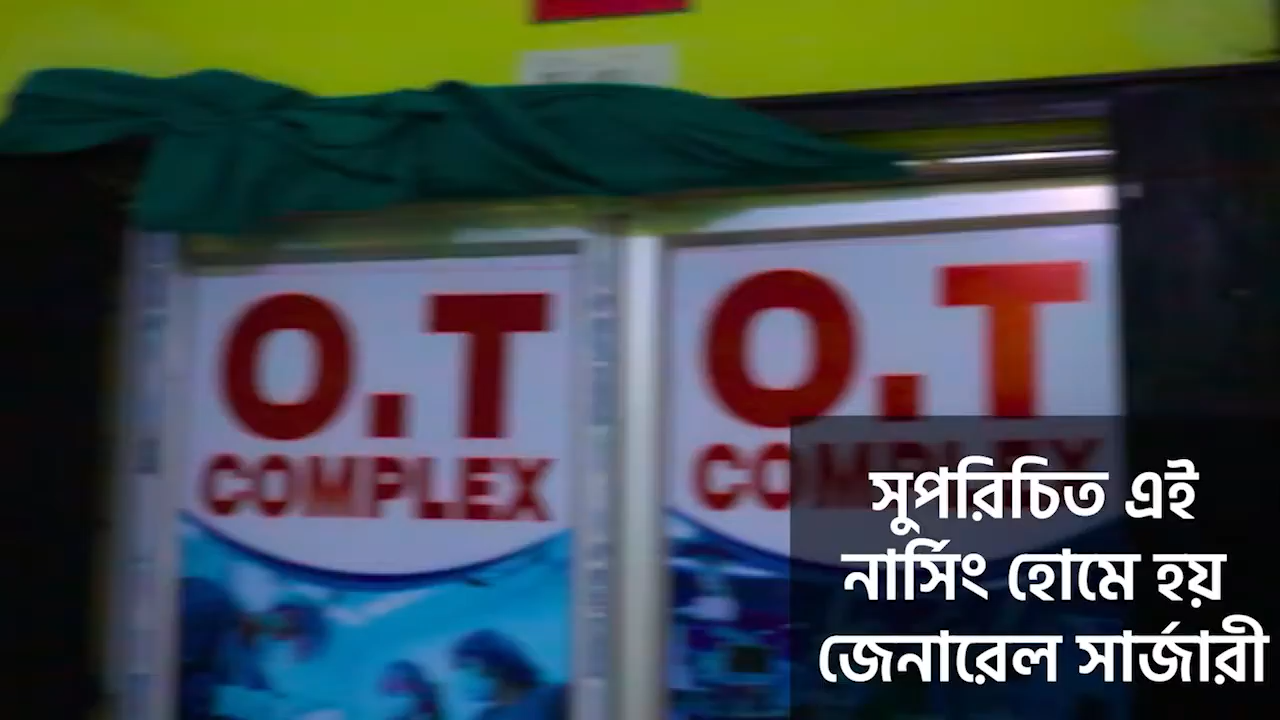 O.T
COMPLEX
O.T
COMPLEX
সুপরিচিত এই
নার্সিং হোমে হয়
জেনারেল সার্জারী